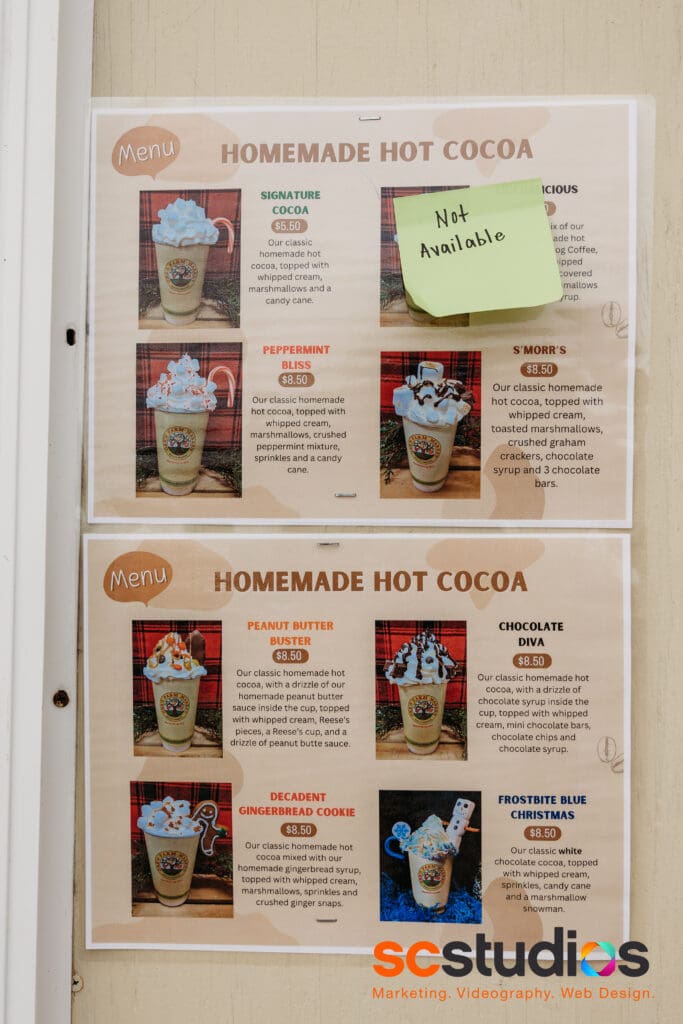 Menu
HOMEMADE HOT COCOA
SIGNATURE
COCOA
$5.50
Our classic
homemade hot
cocoa, topped with
whipped cream,
marshmallows and a
candy cane.
Not
Available
PEPPERMINT
BLISS
$8.50
Our classic homemade
hot cocoa, topped with
whipped cream,
marshmallows, crushed
peppermint mixture,
sprinkles and a candy
cane.
S'MORR'S
$8.50
Our classic homemade
hot cocoa, topped with
whipped cream,
toasted marshmallows,
crushed graham
crackers, chocolate
syrup and 3 chocolate
bars.
Menu
HOMEMADE HOT COCOA
PEANUT BUTTER
BUSTER
$8.50
Our classic homemade hot
cocoa, with a drizzle of our
homemade peanut butter
sauce inside the cup, topped
with whipped cream, Reese's
pieces, a Reese's cup, and a
drizzle of peanut butte sauce.
CHOCOLATE
DIVA
$8.50
Our classic homemade hot
cocoa, with a drizzle of
chocolate syrup inside the
cup, topped with whipped
cream, mini chocolate bars,
chocolate chips and
chocolate syrup.
DECADENT
GINGERBREAD COOKIE
$8.50
Our classic homemade hot
cocoa mixed with our
homemade gingerbread syrup,
topped with whipped cream,
marshmallows, sprinkles and
crushed ginger snaps.
FROSTBITE BLUE
CHRISTMAS
$8.50
Our classic white
chocolate cocoa, topped
with whipped cream,
sprinkles, candy cane
and a marshmallow
snowman.
scstudios
Marketing. Videography. Web Design.